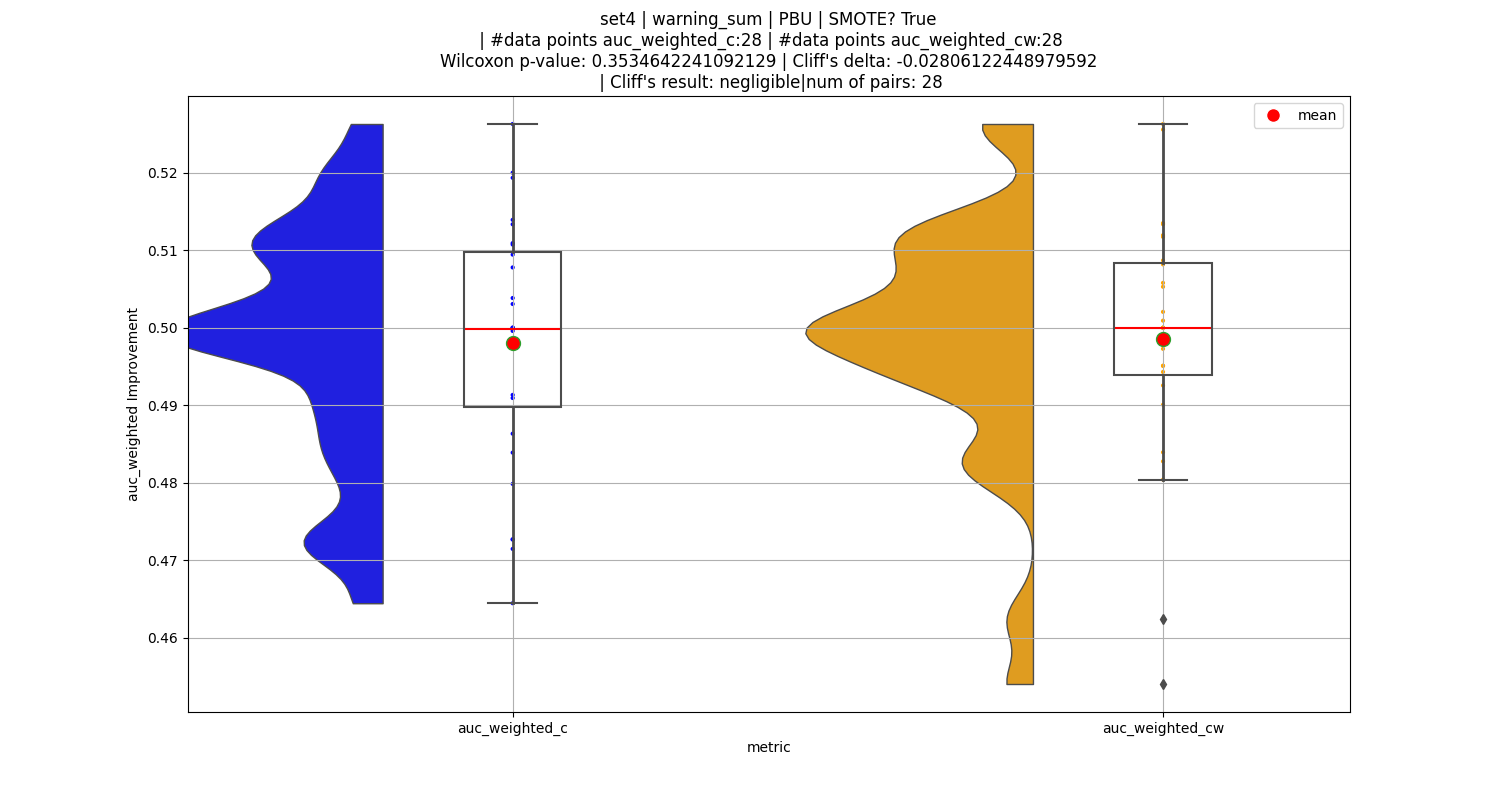 set4 | warning_sum | PBU | SMOTE? True
| #data points auc_weighted_c:28 | #data points auc_weighted_cw:28
Wilcoxon p-value: 0.3534642241092129 | Cliff's delta: -0.02806122448979592
| Cliff's result: negligible|num of pairs: 28
mean
0.52
0.51
0.50
0.49
0.48
0.47
0.46
auc_weighted Improvement
auc_weighted_c
auc_weighted_cw
metric